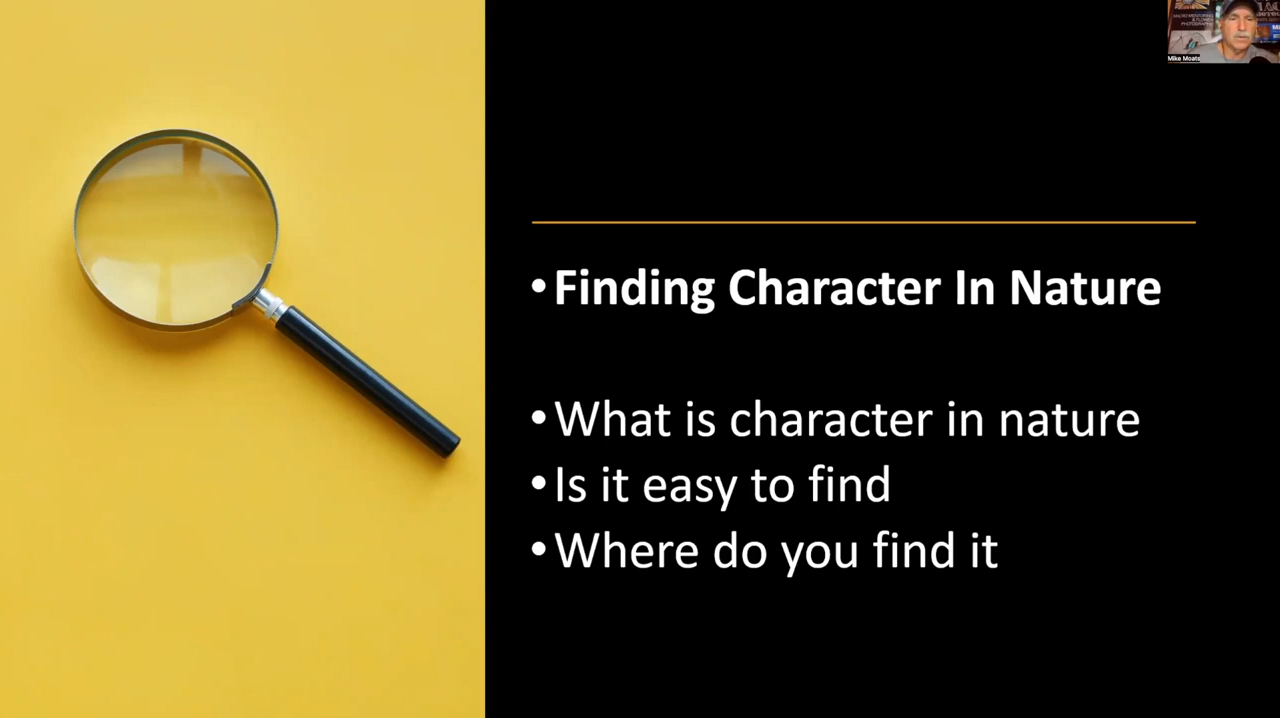 Mike Moats
• Finding Character In Nature
• What is character in nature
• Is it easy to find
• Where do you find it